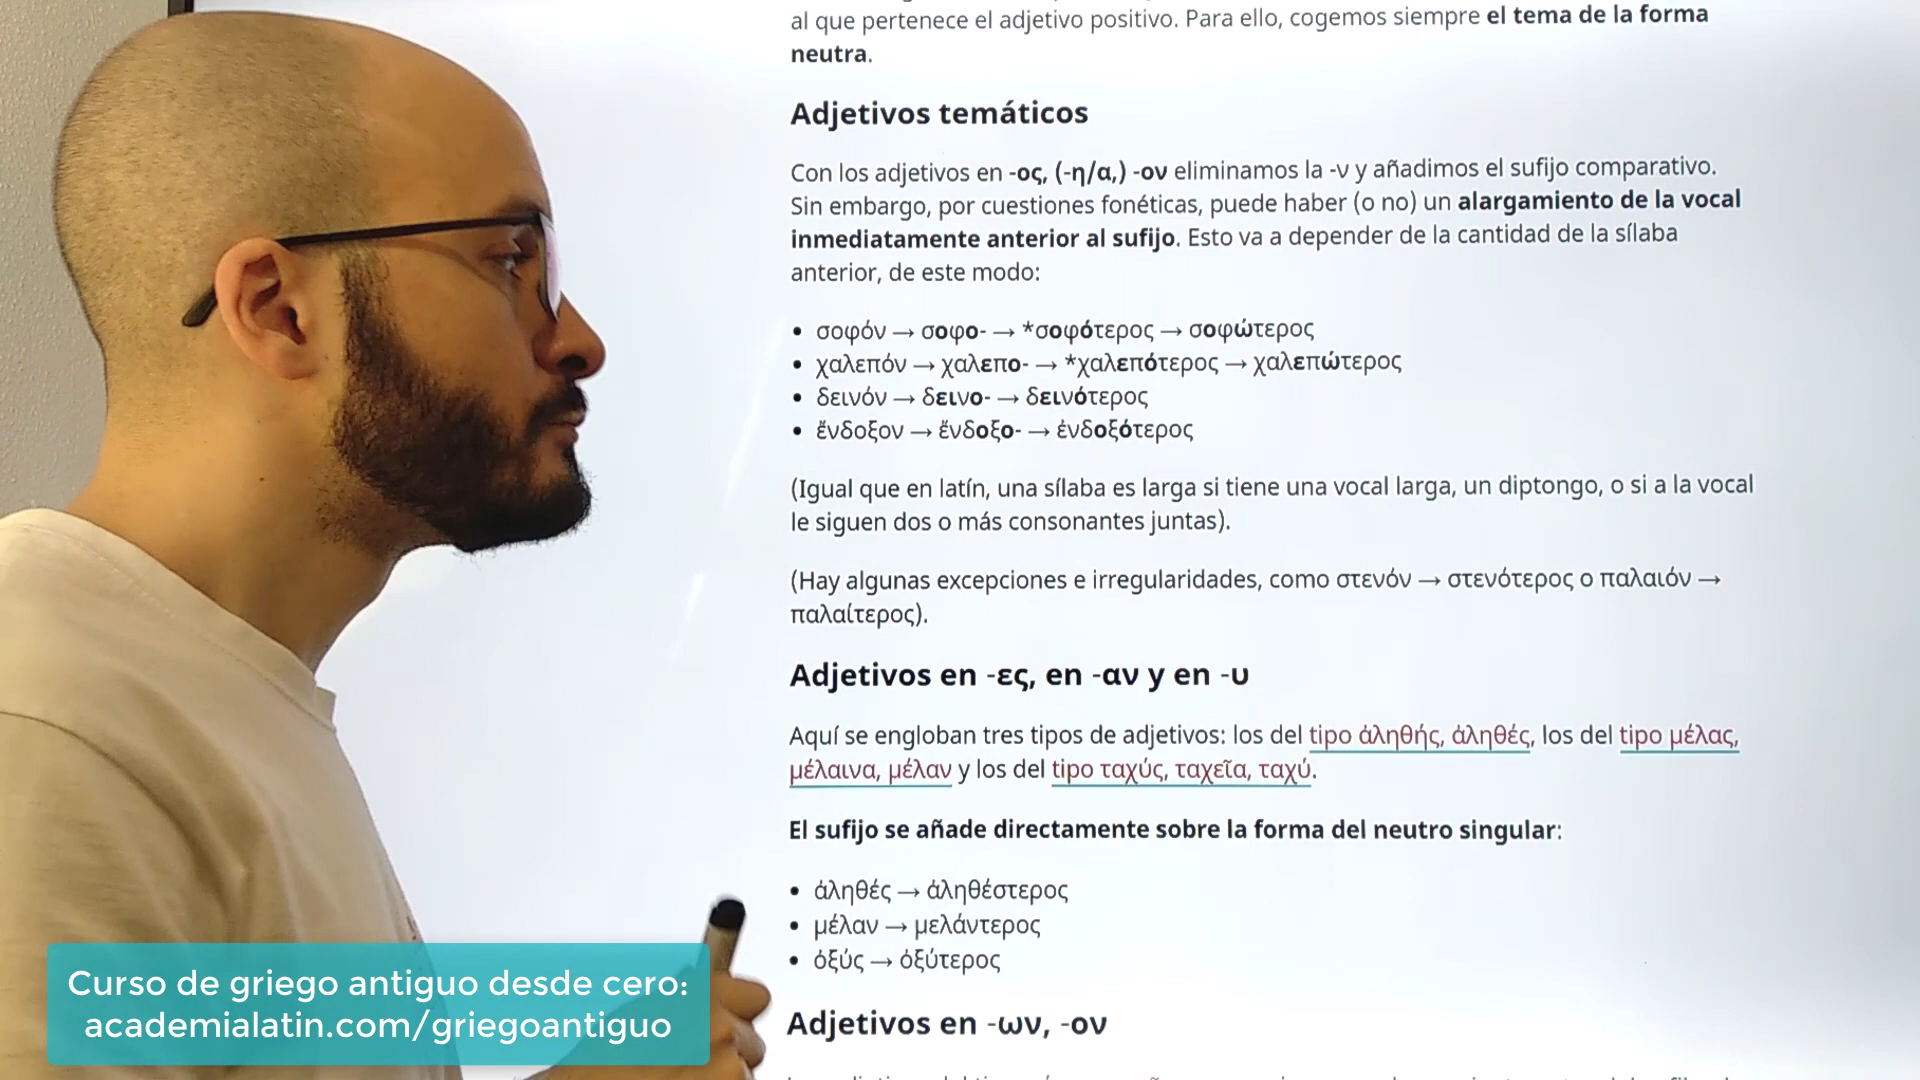 al que pertenece el adjetivo positivo. Para ello, cogemos siempre el tema de la forma
neutra.
Adjetivos temáticos
Con los adjetivos en -ος, (-η/α,) -ον eliminamos la -ν y añadimos el sufijo comparativo.
Sin embargo, por cuestiones fonéticas, puede haber (o no) un alargamiento de la vocal
inmediatamente anterior al sufijo. Esto va a depender de la cantidad de la sílaba
anterior, de este modo:
• σοφόν → σοφο- → *σοφότερος → σοφώτερος
• χαλεπόν → χαλεπο- → *χαλεπότερος → χαλεπώτερος
• δεινόν → δεινο- → δεινότερος
• ἔνδοξον → ἔνδοξο- → ἐνδοξότερος
(Igual que en latín, una sílaba es larga si tiene una vocal larga, un diptongo, o si a la vocal
le siguen dos o más consonantes juntas).
(Hay algunas excepciones e irregularidades, como στενόν → στενότερος o παλαιόν →
παλαίτερος).
Adjetivos en -ες, en -αν y en -υ
Aquí se engloban tres tipos de adjetivos: los del tipo ἀληθής, ἀληθές, los del tipo μέλας,
μέλαινα, μέλαν y los del tipo ταχύς, ταχεῖα, ταχύ.
El sufijo se añade directamente sobre la forma del neutro singular:
• ἀληθές → ἀληθέστερος
• μέλαν → μελάντερος
• ὀξύς → ὀξύτερος
Adjetivos en -ων, -ον
Curso de griego antiguo desde cero:
academialatin.com/griegoantiguo